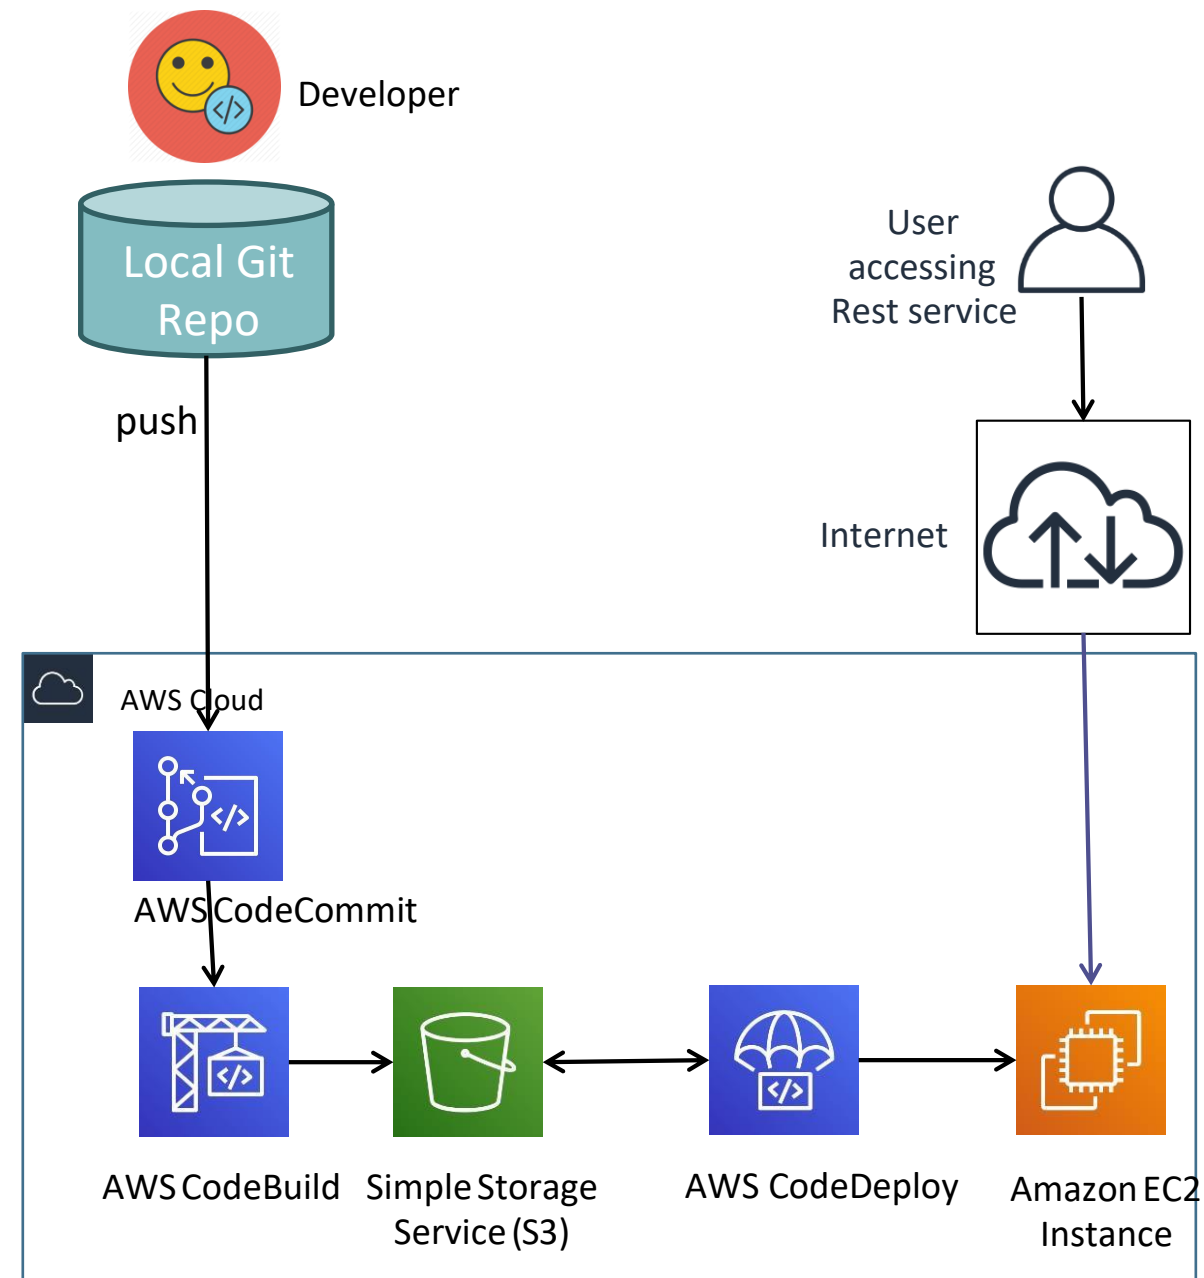 Developer
Local Git
Repo
push
User
accessing
Rest service
Internet
AWS Cloud
</>
AWS CodeCommit
</>
</>
</>
AWS CodeBuild
Simple Storage
Service (S3)
AWS CodeDeploy
Amazon EC2
Instance